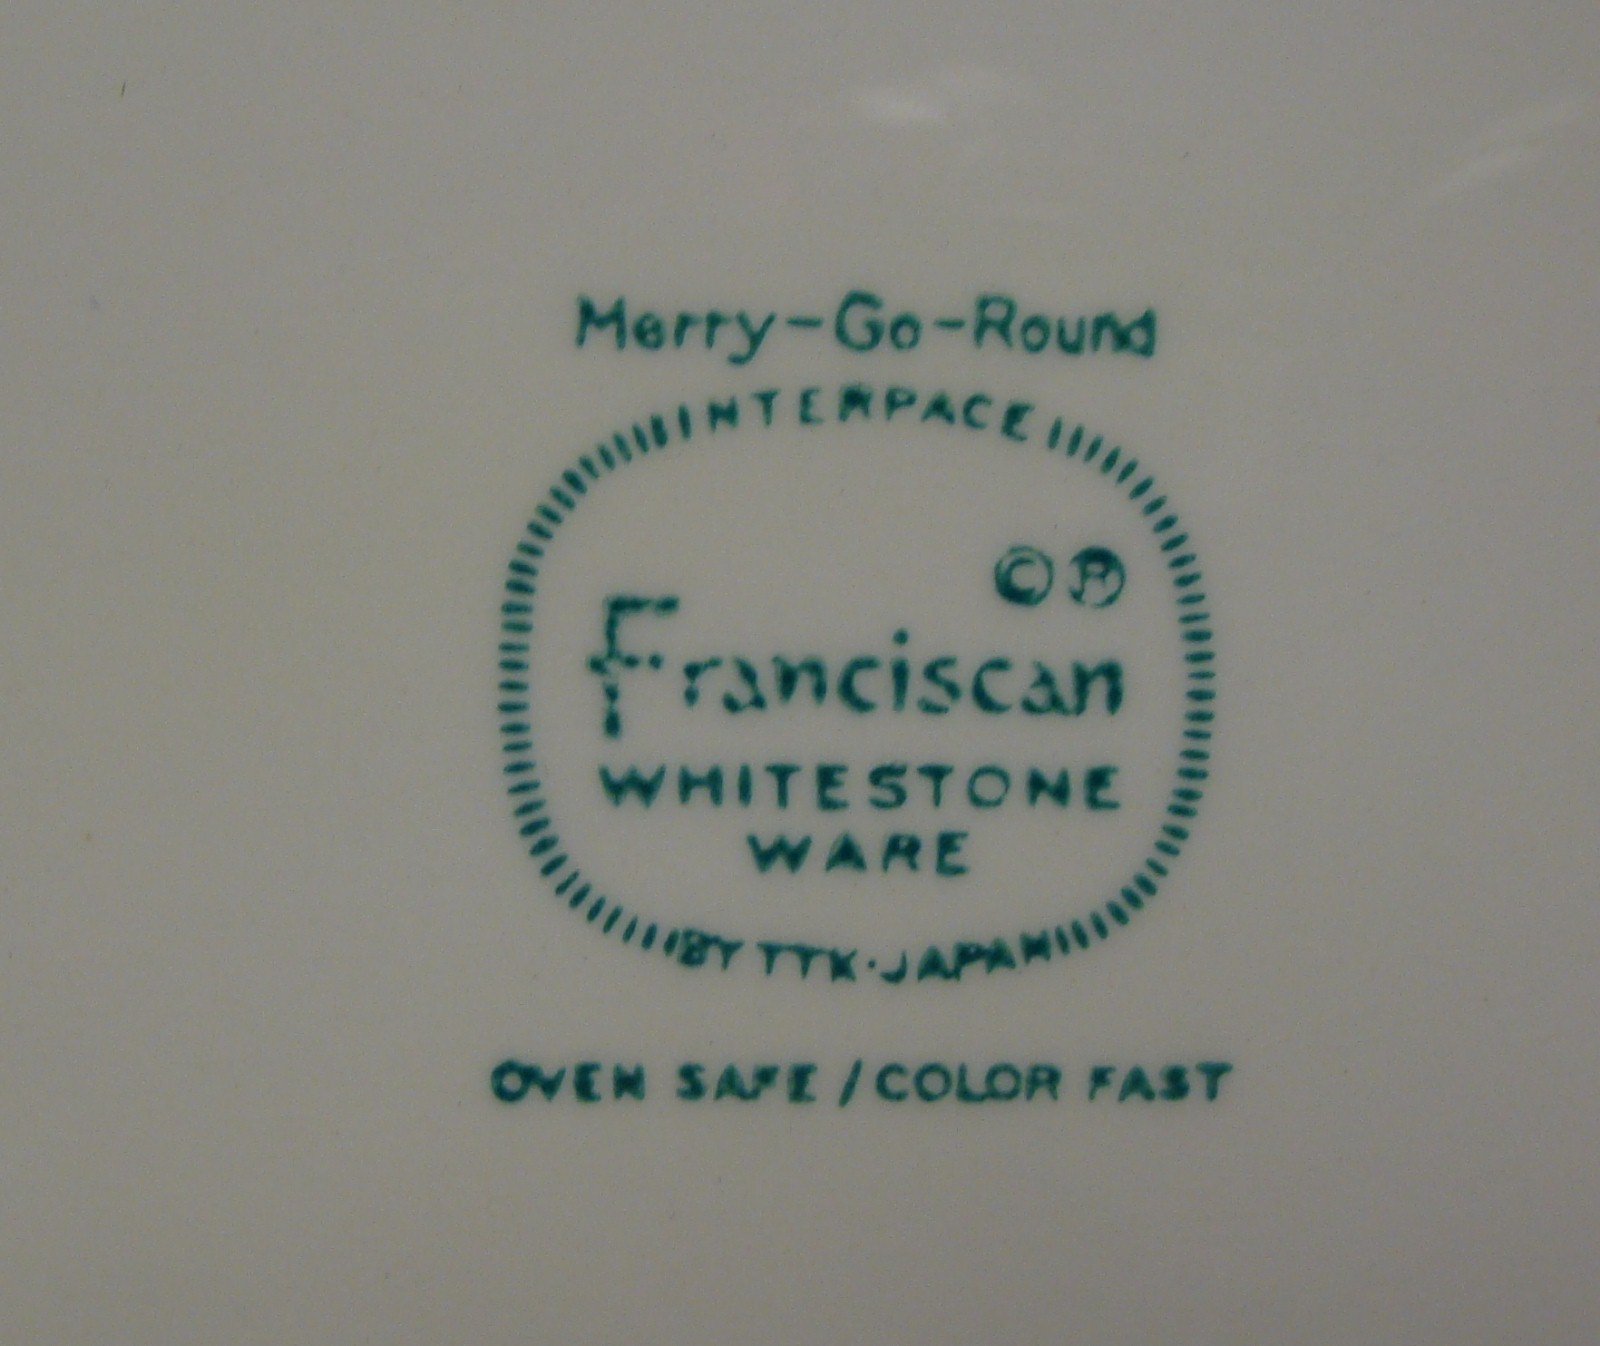 Merry-Go-Round
INTERPACE
©®
Franciscan
WHITESTONE
WARE
BY TTK·JAPAN
OVEN SAFE / COLOR FAST